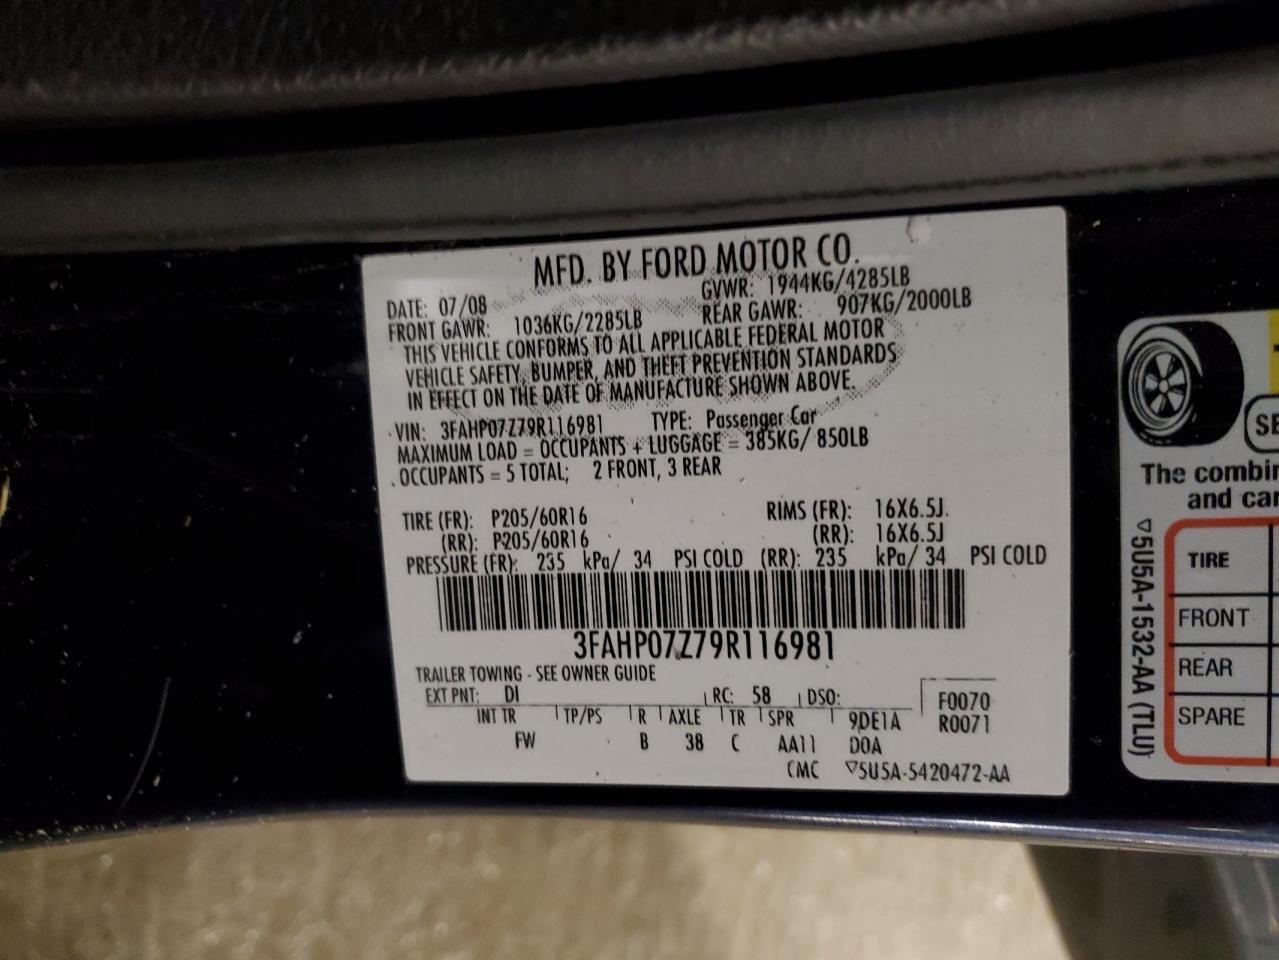 MFD. BY FORD MOTOR CO.
DATE: 07/08 GVWR: 1944KG/4285LB
FRONT GAWR: 1036KG/2285LB REAR GAWR: 907KG/2000LB
THIS VEHICLE CONFORMS TO ALL APPLICABLE FEDERAL MOTOR
VEHICLE SAFETY, BUMPER, AND THEFT PREVENTION STANDARDS
IN EFFECT ON THE DATE OF MANUFACTURE SHOWN ABOVE.
VIN: 3FAHP07Z79R116981 TYPE: Passenger Car
MAXIMUM LOAD = OCCUPANTS + LUGGAGE = 385KG/ 850LB
OCCUPANTS = 5 TOTAL; 2 FRONT, 3 REAR
TIRE (FR): P205/60R16 RIMS (FR): 16X6.5J
(RR): P205/60R16 (RR): 16X6.5J
PRESSURE (FR): 235 kPa/ 34 PSI COLD (RR): 235 kPa/ 34 PSI COLD
3FAHP07Z79R116981
TRAILER TOWING - SEE OWNER GUIDE
EXT PNT: DI RC: 58 DSO: F0070
INT TR TP/PS R AXLE TR SPR 9DE1A R0071
FW B 38 C AA11 DOA
CMC ▽5U5A-5420472-AA
SE
The combin
and car
TIRE
FRONT
REAR
SPARE
▽5U5A-1532-AA (TLU)